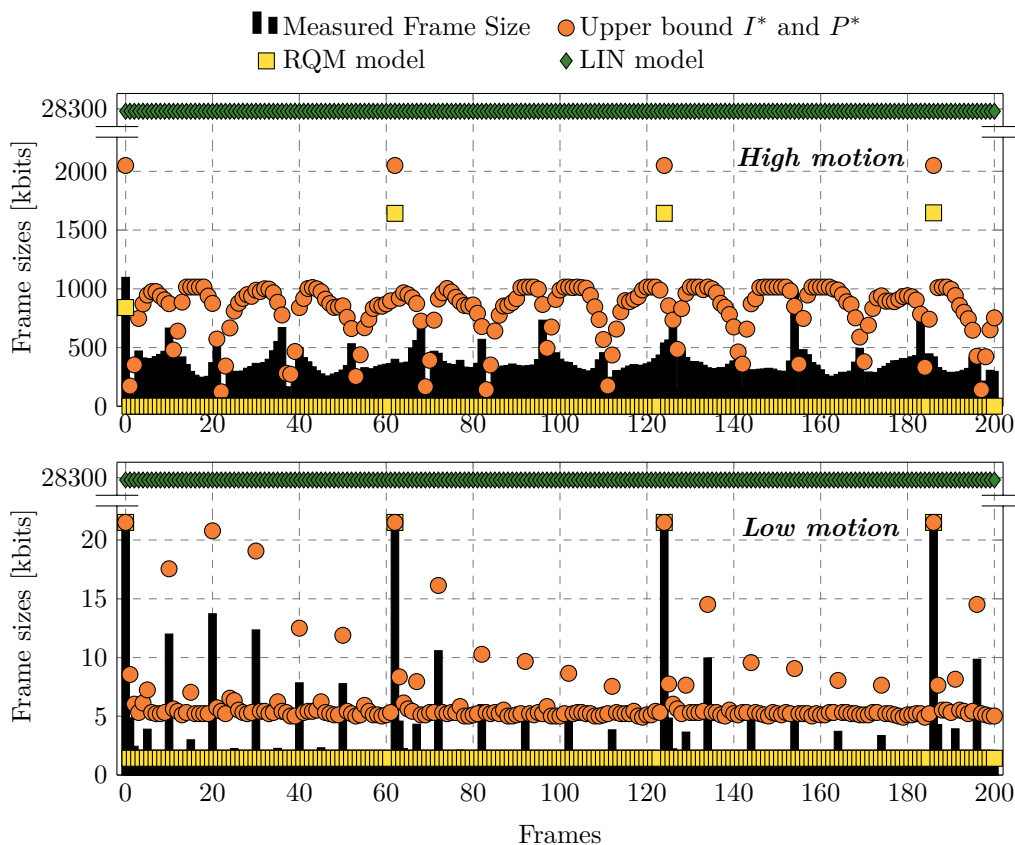 Measured Frame Size Upper bound I* and P*
RQM model LIN model
28300
2000
1500
1000
500
0
Frame sizes [kbits]
High motion
0 20 40 60 80 100 120 140 160 180 200
28300
20
15
10
5
0
Frame sizes [kbits]
Low motion
0 20 40 60 80 100 120 140 160 180 200
Frames